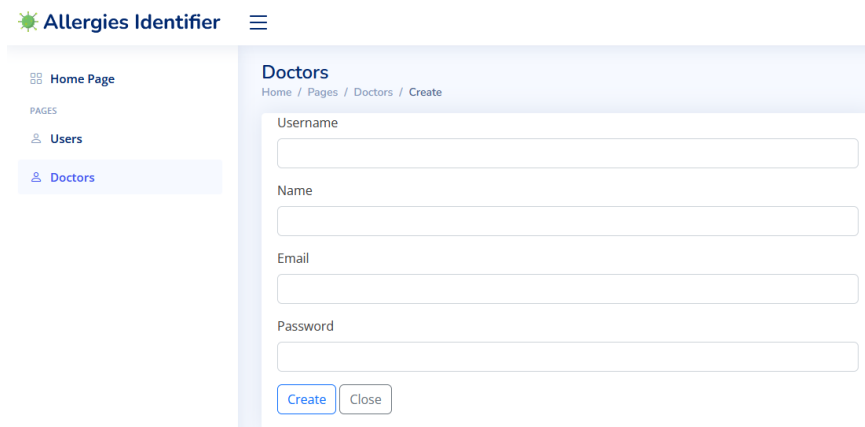 Allergies Identifier
Home Page
PAGES
Users
Doctors
Doctors
Home / Pages / Doctors / Create
Username
Name
Email
Password
Create Close